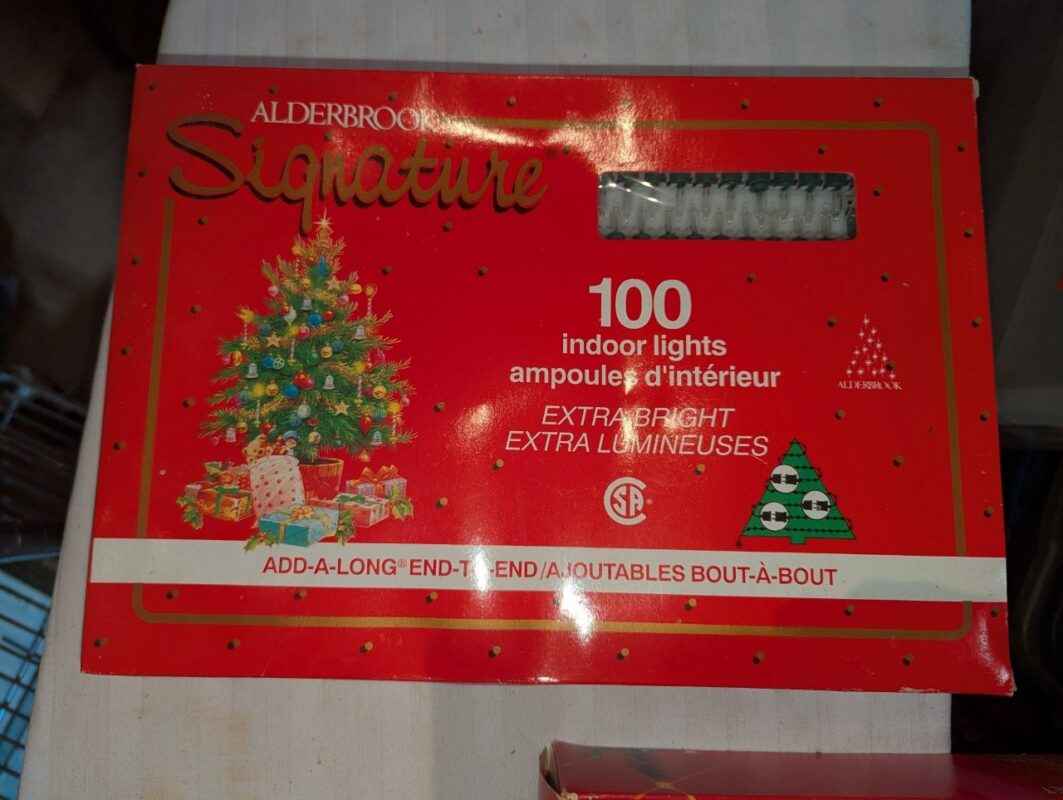 ALDERBROOK
Signature
100
indoor lights
ampoules d'intérieur
EXTRA BRIGHT
EXTRA LUMINEUSES
ALDERBROOK
CSA
ADD-A-LONG® END-TO-END/AJOUTABLES BOUT-À-BOUT